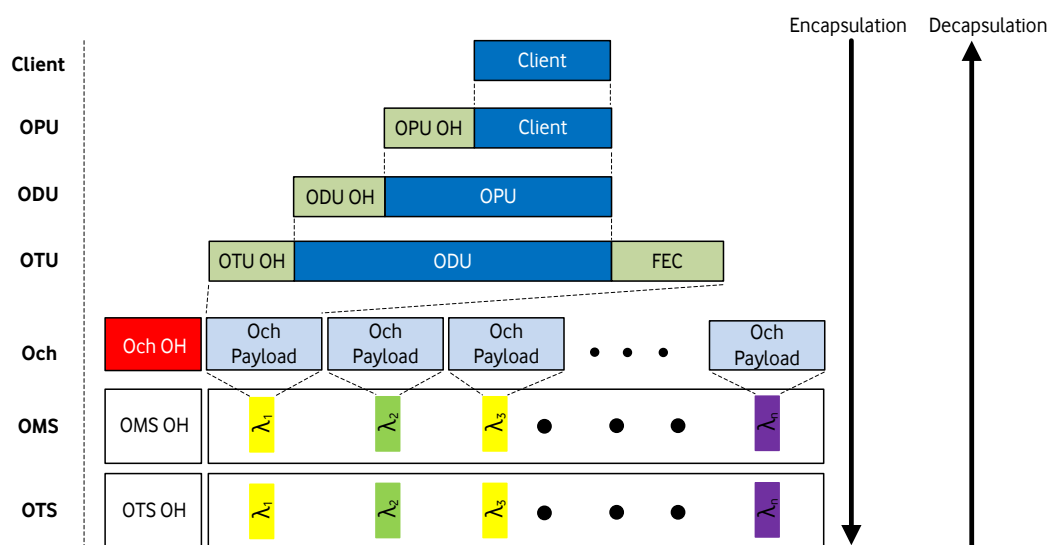 Encapsulation Decapsulation
Client Client
OPU OPU OH Client
ODU ODU OH OPU
OTU OTU OH ODU FEC
Och Och OH Och Payload Och Payload Och Payload Och Payload
OMS OMS OH λ1 λ2 λ3 λn
OTS OTS OH λ1 λ2 λ3 λn